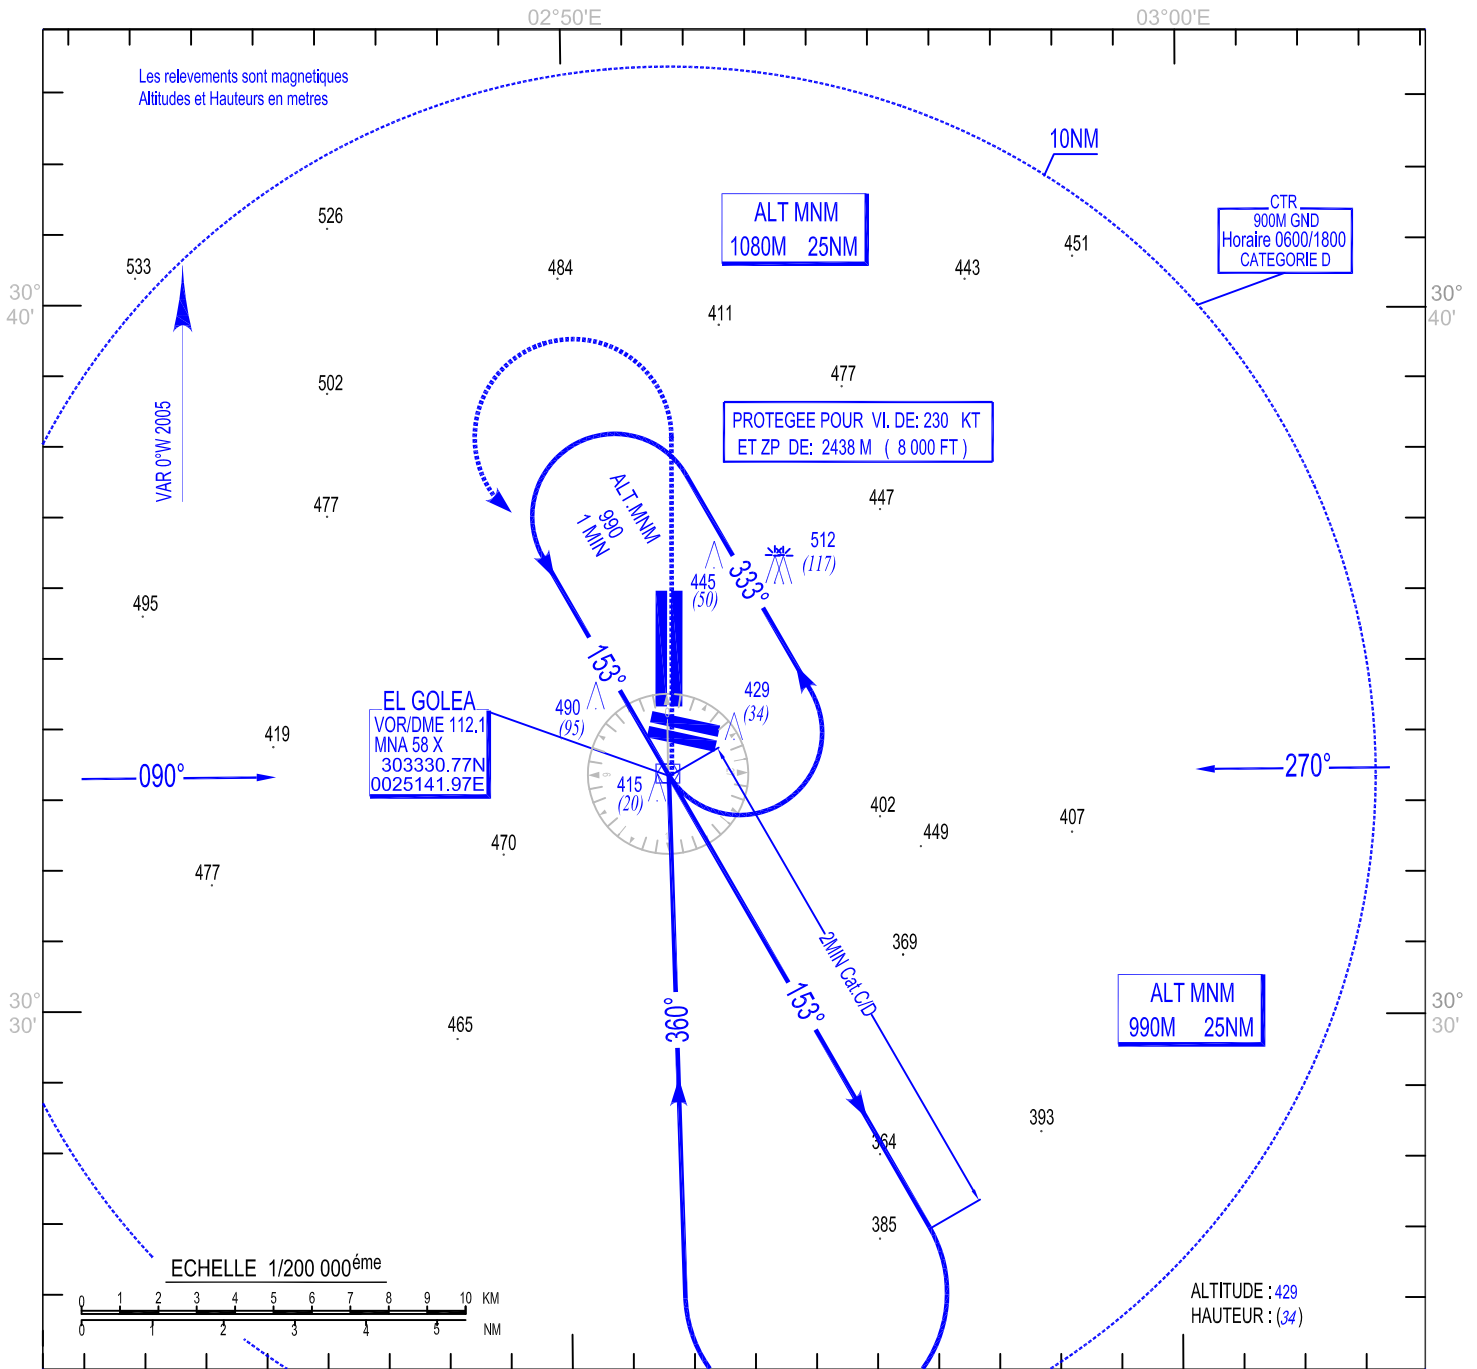 02°50'E
03°00'E
Les relevements sont magnetiques
Altitudes et Hauteurs en metres
10NM
CTR
900M GND
Horaire 0600/1800
CATEGORIE D
ALT MNM
1080M 25NM
526
533
484
443
451
411
30°
40'
30°
40'
502
477
VAR 0°W 2005
PROTEGEE POUR VI. DE: 230 KT
ET ZP DE: 2438 M ( 8 000 FT )
477
447
ALT.MNM
990
1 MIN
333°
512
(117)
445
(50)
495
153°
490
(95)
429
(34)
EL GOLEA
VOR/DME 112,1
MNA 58 X
303330.77N
0025141.97E
419
090°
270°
415
(20)
402
449
407
470
477
369
2MIN Cat.C/D
153°
360°
ALT MNM
990M 25NM
30°
30'
30°
30'
465
393
364
385
ECHELLE 1/200 000éme
0 1 2 3 4 5 6 7 8 9 10 KM
0 1 2 3 4 5 NM
ALTITUDE : 429
HAUTEUR : (34)